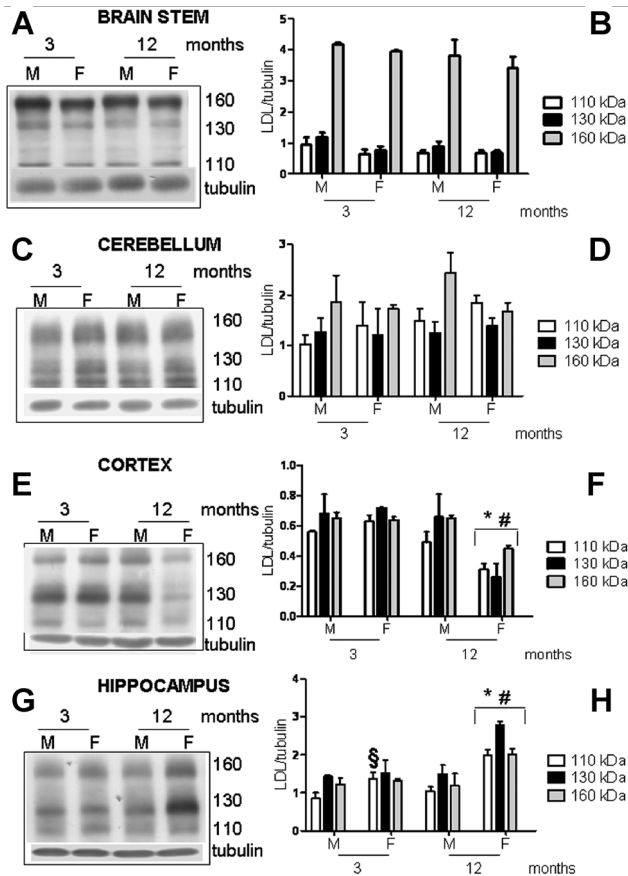 A
BRAIN STEM
3 12 months
M F M F
160
130
110
tubulin
B
LDL/tubulin
5
4
3
2
1
0
M F M F
3 12 months
110 kDa
130 kDa
160 kDa
C
CEREBELLUM
3 12 months
M F M F
160
130
110
tubulin
D
LDL/tubulin
3
2
1
0
M F M F
3 12 months
110 kDa
130 kDa
160 kDa
E
CORTEX
3 12 months
M F M F
160
130
110
tubulin
F
LDL/tubulin
1.0
0.8
0.6
0.4
0.2
0.0
* #
M F M F
3 12 months
110 kDa
130 kDa
160 kDa
G
HIPPOCAMPUS
3 12 months
M F M F
160
130
110
tubulin
H
LDL/tubulin
4
3
2
1
0
§
* #
M F M F
3 12 months
110 kDa
130 kDa
160 kDa